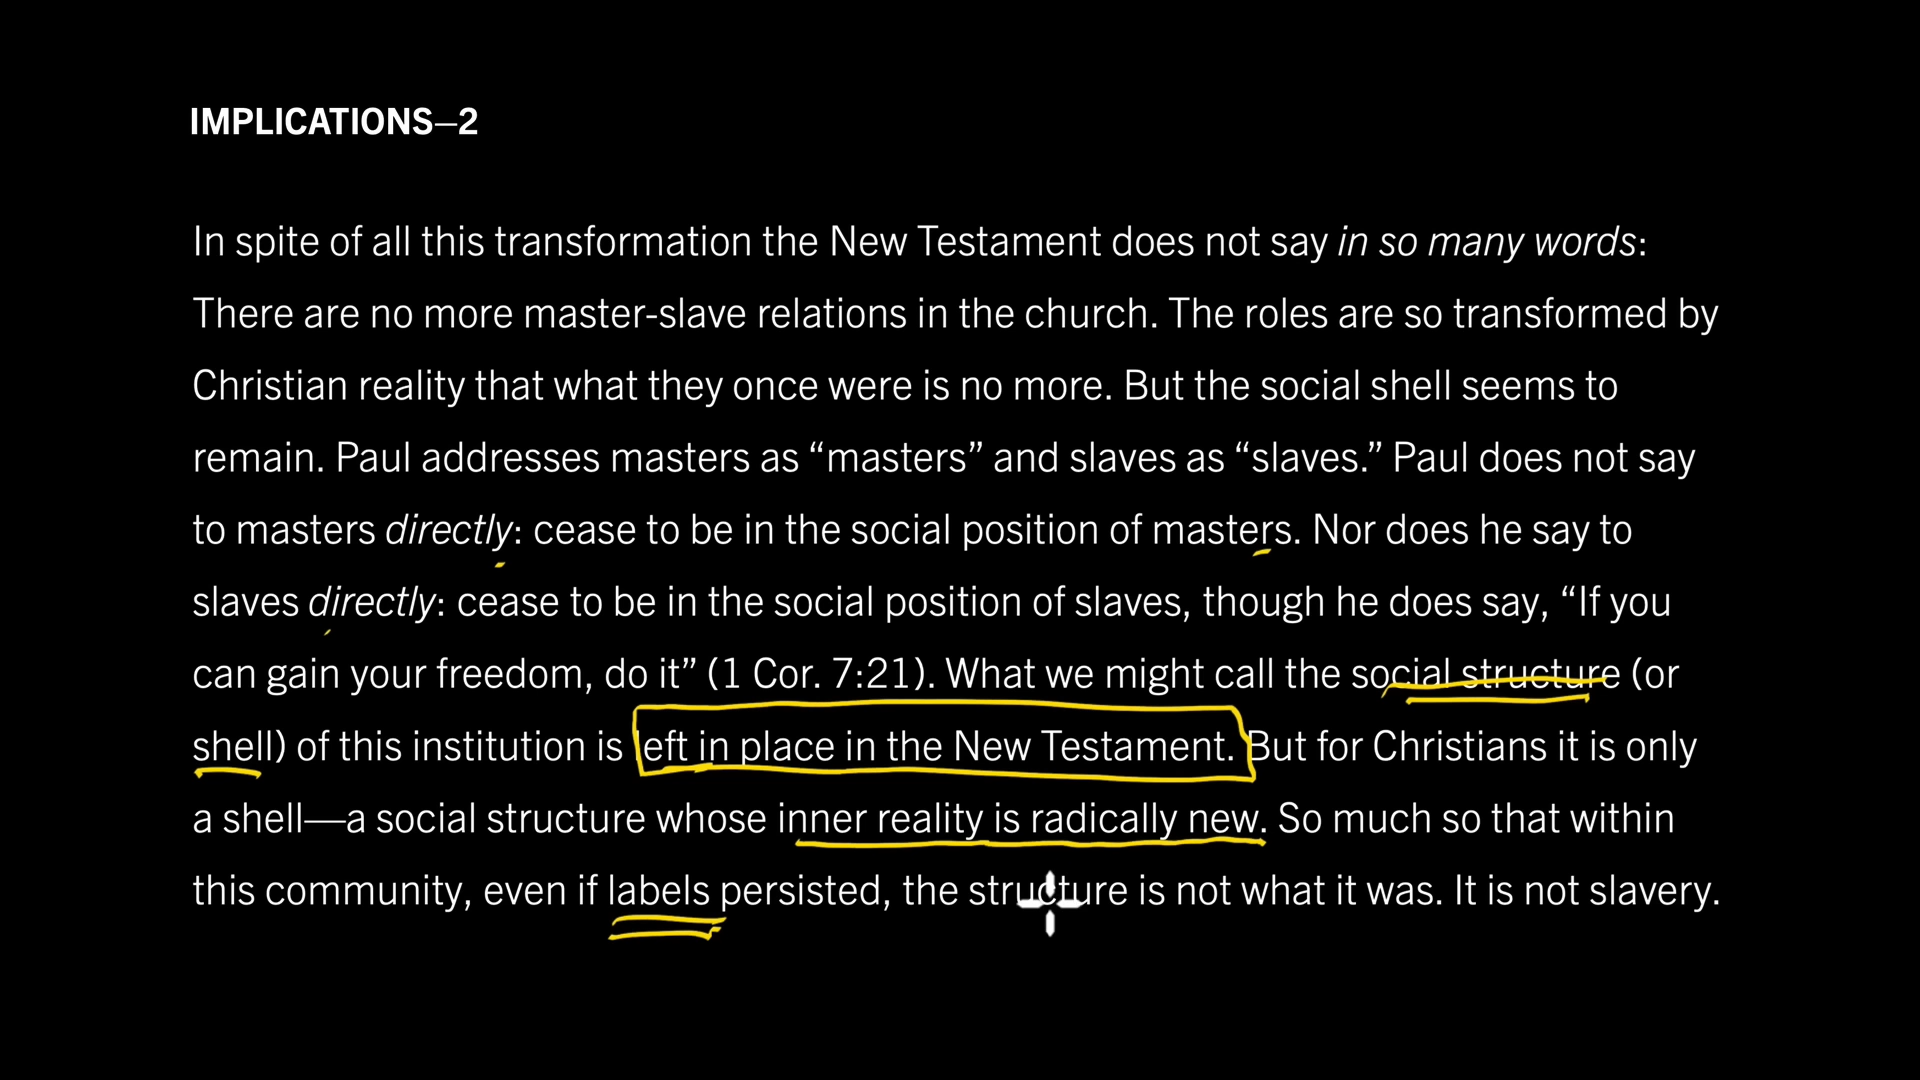 IMPLICATIONS—2
In spite of all this transformation the New Testament does not say in so many words:
There are no more master-slave relations in the church. The roles are so transformed by
Christian reality that what they once were is no more. But the social shell seems to
remain. Paul addresses masters as “masters” and slaves as “slaves.” Paul does not say
to masters directly: cease to be in the social position of masters. Nor does he say to
slaves directly: cease to be in the social position of slaves, though he does say, “If you
can gain your freedom, do it” (1 Cor. 7:21). What we might call the social structure (or
shell) of this institution is left in place in the New Testament. But for Christians it is only
a shell—a social structure whose inner reality is radically new. So much so that within
this community, even if labels persisted, the structure is not what it was. It is not slavery.